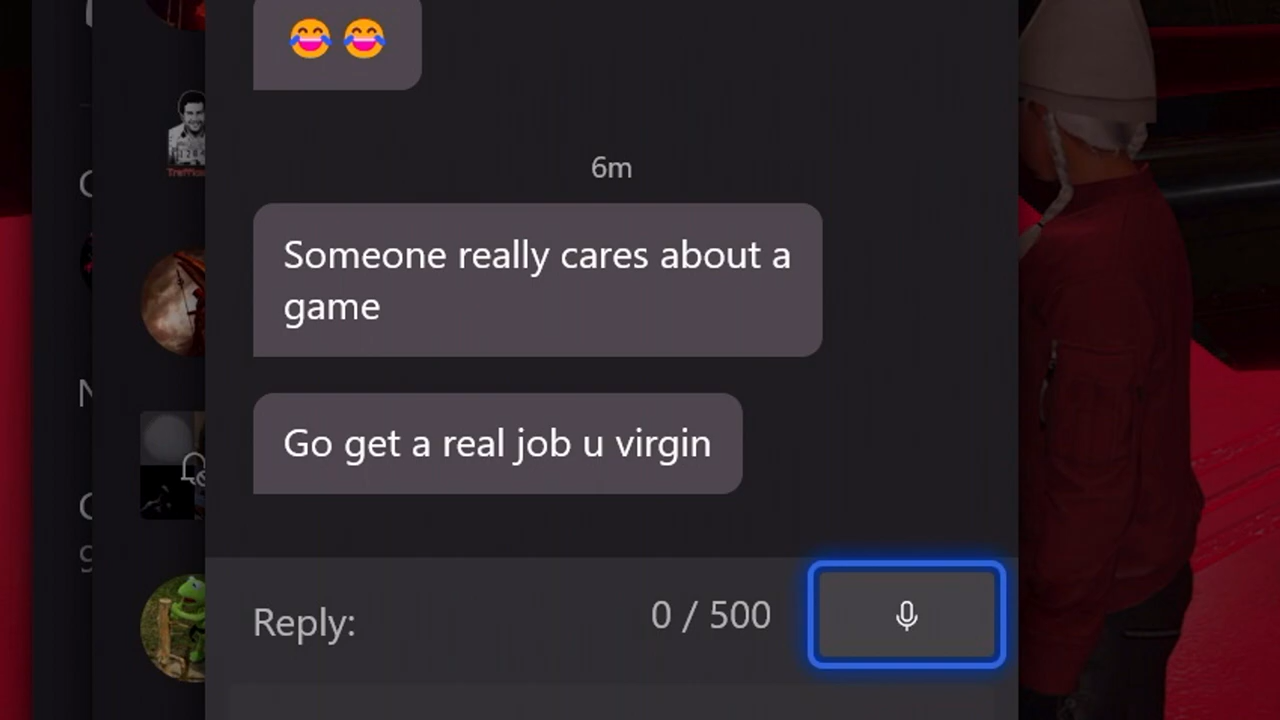 6m
Someone really cares about a
game
Go get a real job u virgin
Reply:
0 / 500